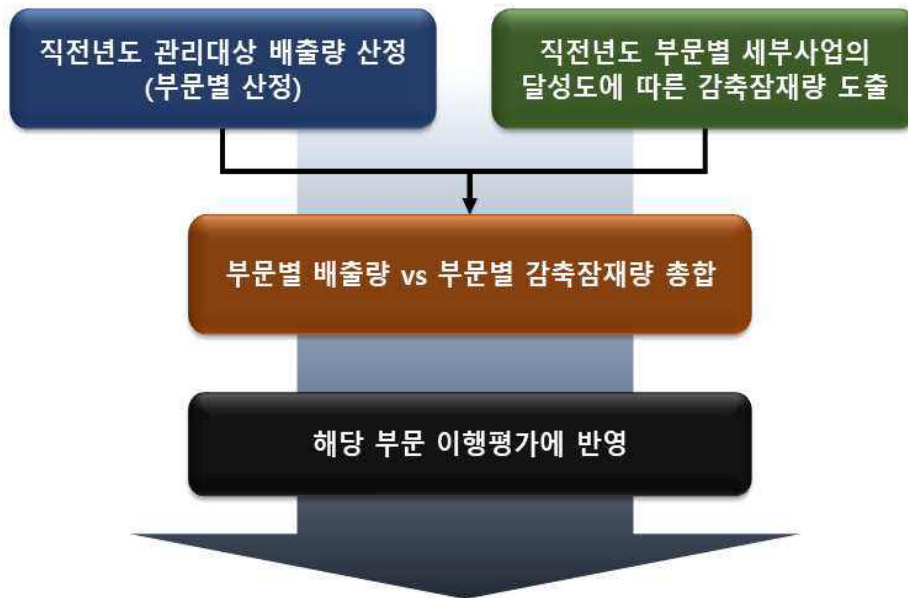 직전년도 관리대상 배출량 산정
(부문별 산정)
직전년도 부문별 세부사업의
달성도에 따른 감축잠재량 도출
부문별 배출량 vs 부문별 감축잠재량 총합
해당 부문 이행평가에 반영